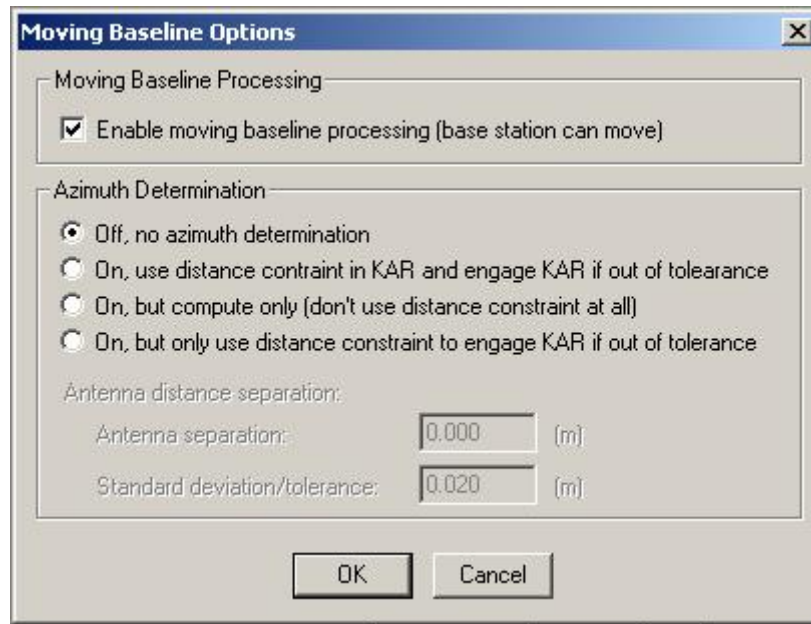 Moving Baseline Options
Moving Baseline Processing
Enable moving baseline processing (base station can move)
Azimuth Determination
Off, no azimuth determination
On, use distance contraint in KAR and engage KAR if out of tolearance
On, but compute only (don't use distance constraint at all)
On, but only use distance constraint to engage KAR if out of tolerance
Antenna distance separation:
Antenna separation: 0.000 (m)
Standard deviation/tolerance: 0.020 (m)
OK Cancel